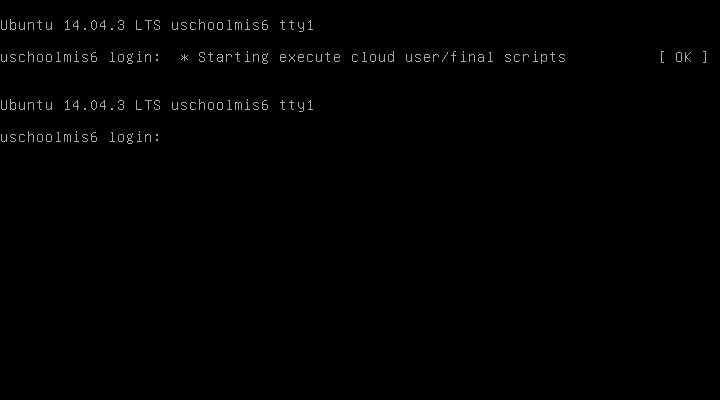 Ubuntu 14.04.3 LTS uschoolmis6 tty1
uschoolmis6 login:  * Starting execute cloud user/final scripts [ OK ]
Ubuntu 14.04.3 LTS uschoolmis6 tty1
uschoolmis6 login: